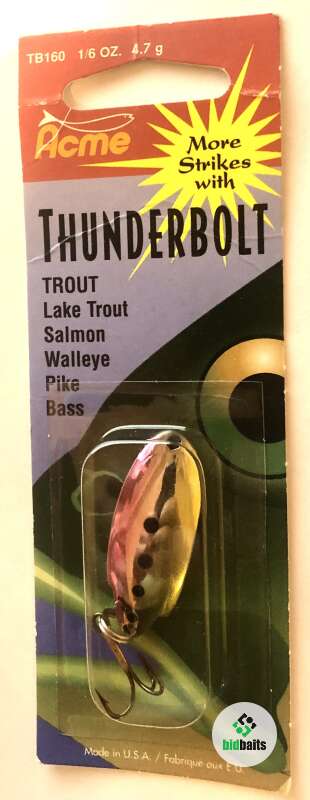 TB160 1/6 OZ. 4.7 g
Acme
More
Strikes
with
THUNDERBOLT
TROUT
Lake Trout
Salmon
Walleye
Pike
Bass
bidbaits
Made in U.S.A. / Fabriqué aux É.U.